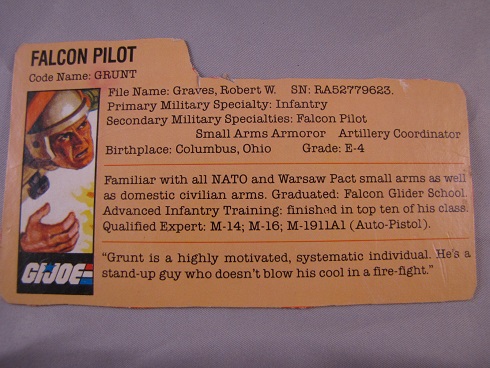 FALCON PILOT
Code Name: GRUNT
File Name: Graves, Robert W. SN: RA52779623.
Primary Military Specialty: Infantry
Secondary Military Specialties: Falcon Pilot
Small Arms Armoror Artillery Coordinator
Birthplace: Columbus, Ohio Grade: E-4
Familiar with all NATO and Warsaw Pact small arms as well
as domestic civilian arms. Graduated: Falcon Glider School.
Advanced Infantry Training: finished in top ten of his class.
Qualified Expert: M-14; M-16; M-1911A1 (Auto-Pistol).
"Grunt is a highly motivated, systematic individual. He's a
stand-up guy who doesn't blow his cool in a fire-fight."
G.I. JOE